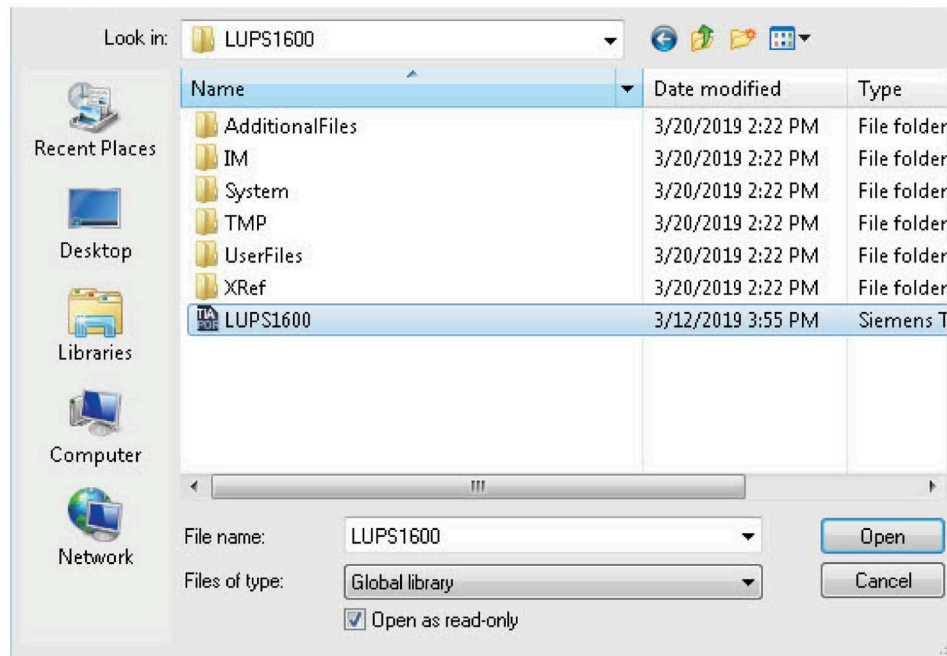 Look in: LUPS1600
Name Date modified Type
Recent Places
AdditionalFiles 3/20/2019 2:22 PM File folder
IM 3/20/2019 2:22 PM File folder
System 3/20/2019 2:22 PM File folder
TMP 3/20/2019 2:22 PM File folder
Desktop
UserFiles 3/20/2019 2:22 PM File folder
XRef 3/20/2019 2:22 PM File folder
TIA
LUPS1600 3/12/2019 3:55 PM Siemens T
Libraries
Computer
Network
File name: LUPS1600 Open
Files of type: Global library Cancel
Open as read-only